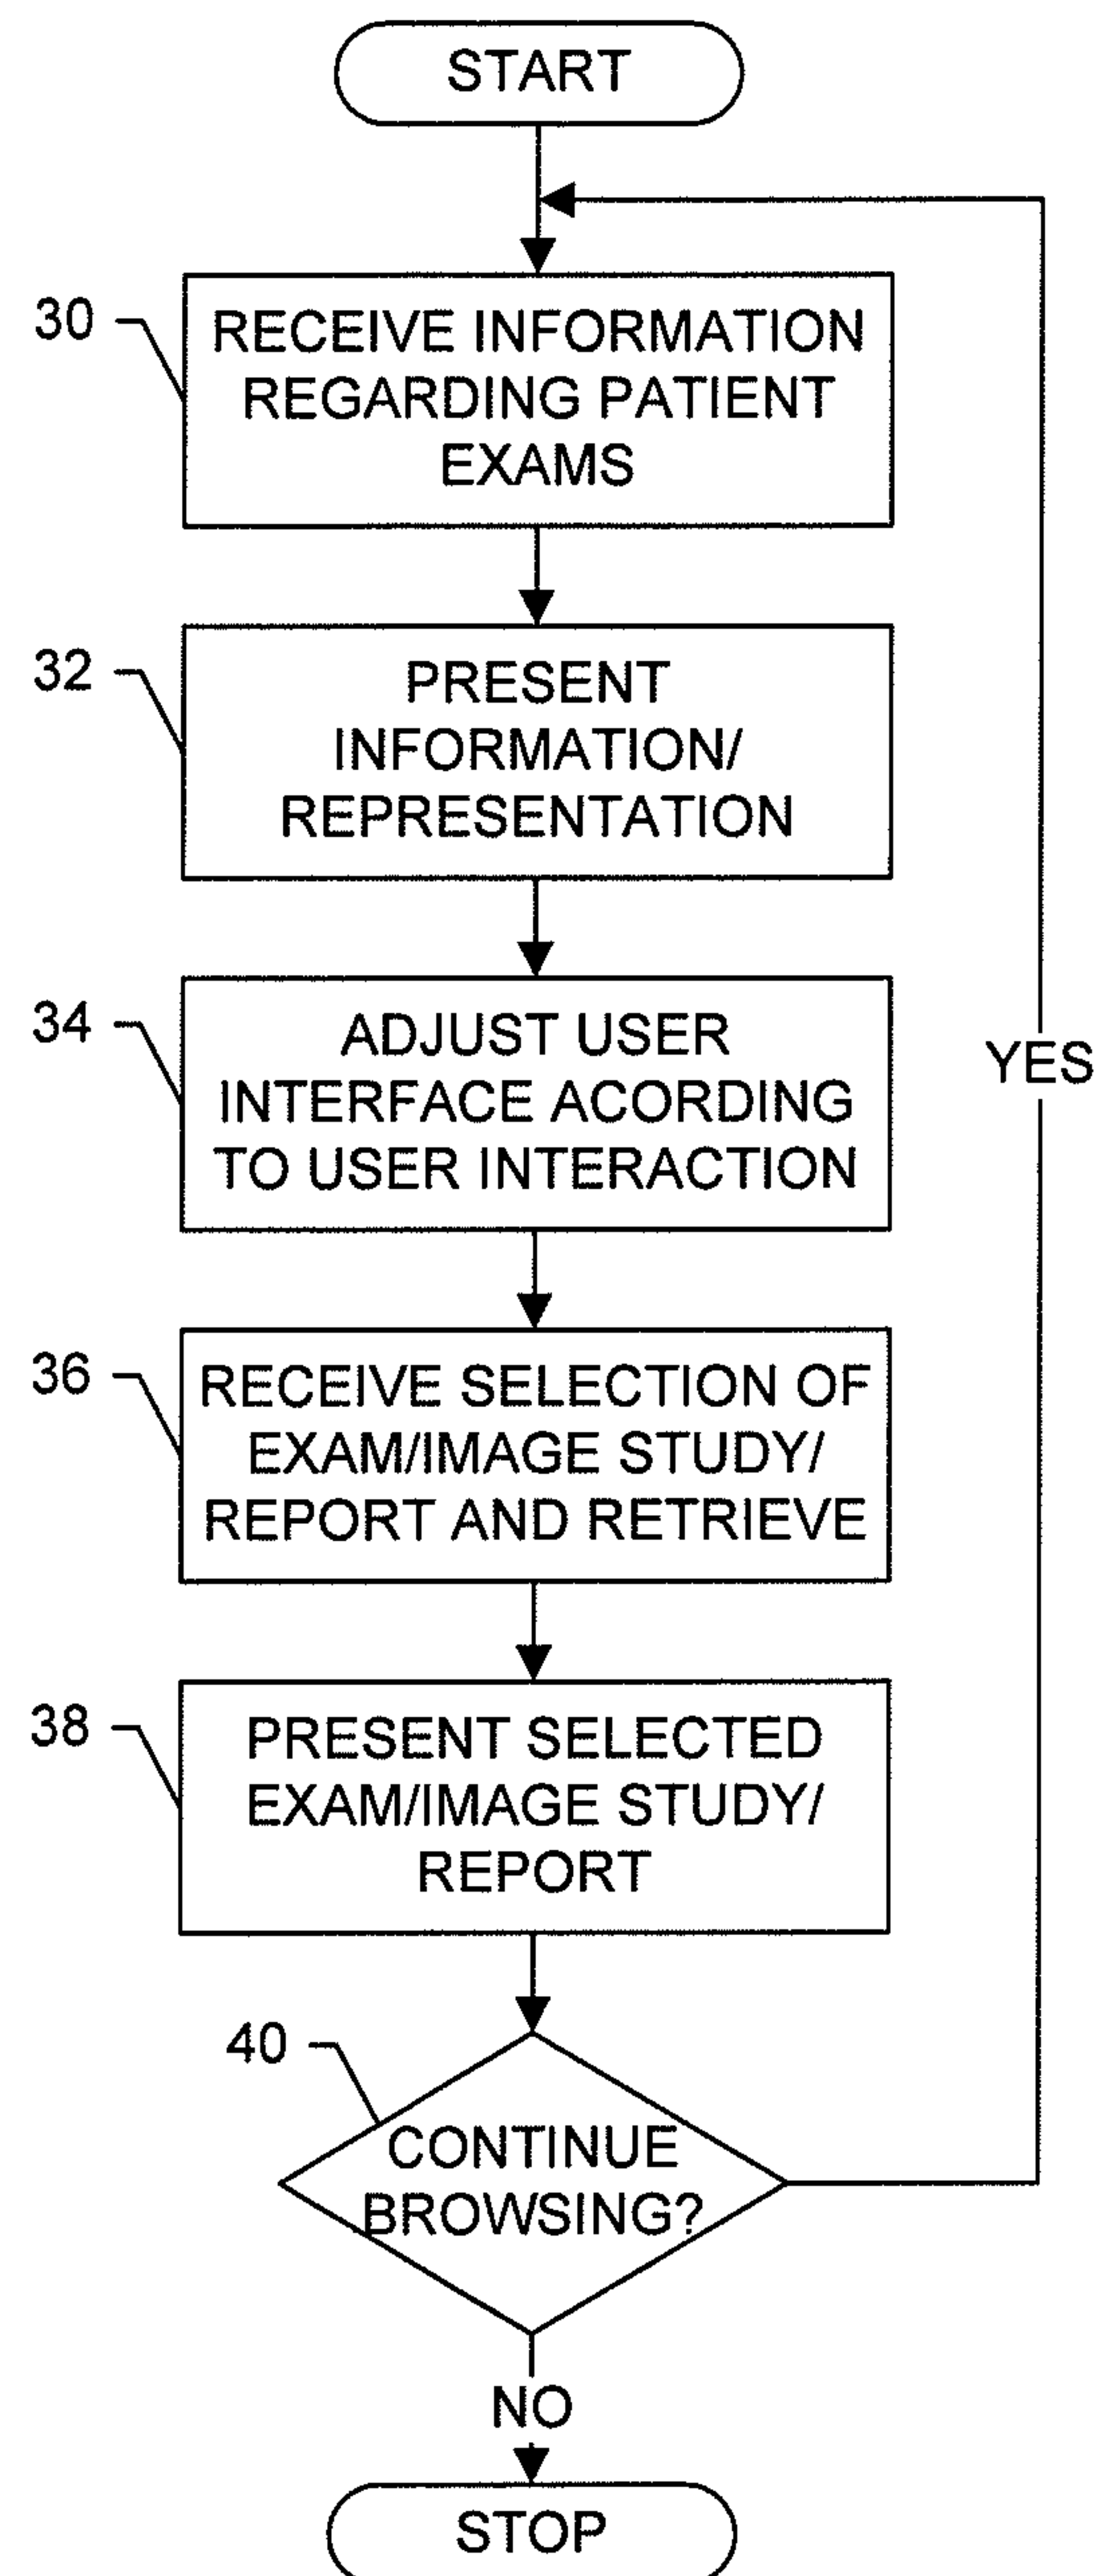 START
30
RECEIVE INFORMATION
REGARDING PATIENT
EXAMS
32
PRESENT
INFORMATION/
REPRESENTATION
34
ADJUST USER
INTERFACE ACORDING
TO USER INTERACTION
YES
36
RECEIVE SELECTION OF
EXAM/IMAGE STUDY/
REPORT AND RETRIEVE
38
PRESENT SELECTED
EXAM/IMAGE STUDY/
REPORT
40
CONTINUE
BROWSING?
NO
STOP